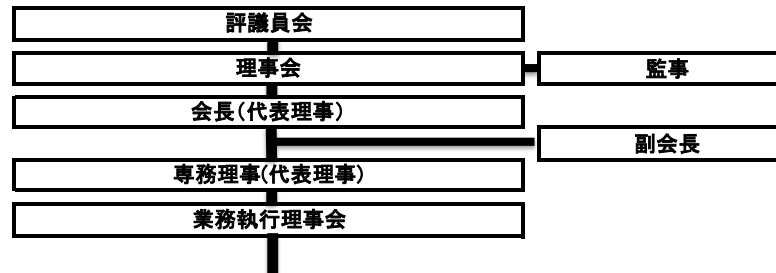 評議員会
理事会
監事
会長(代表理事)
副会長
専務理事(代表理事)
業務執行理事会